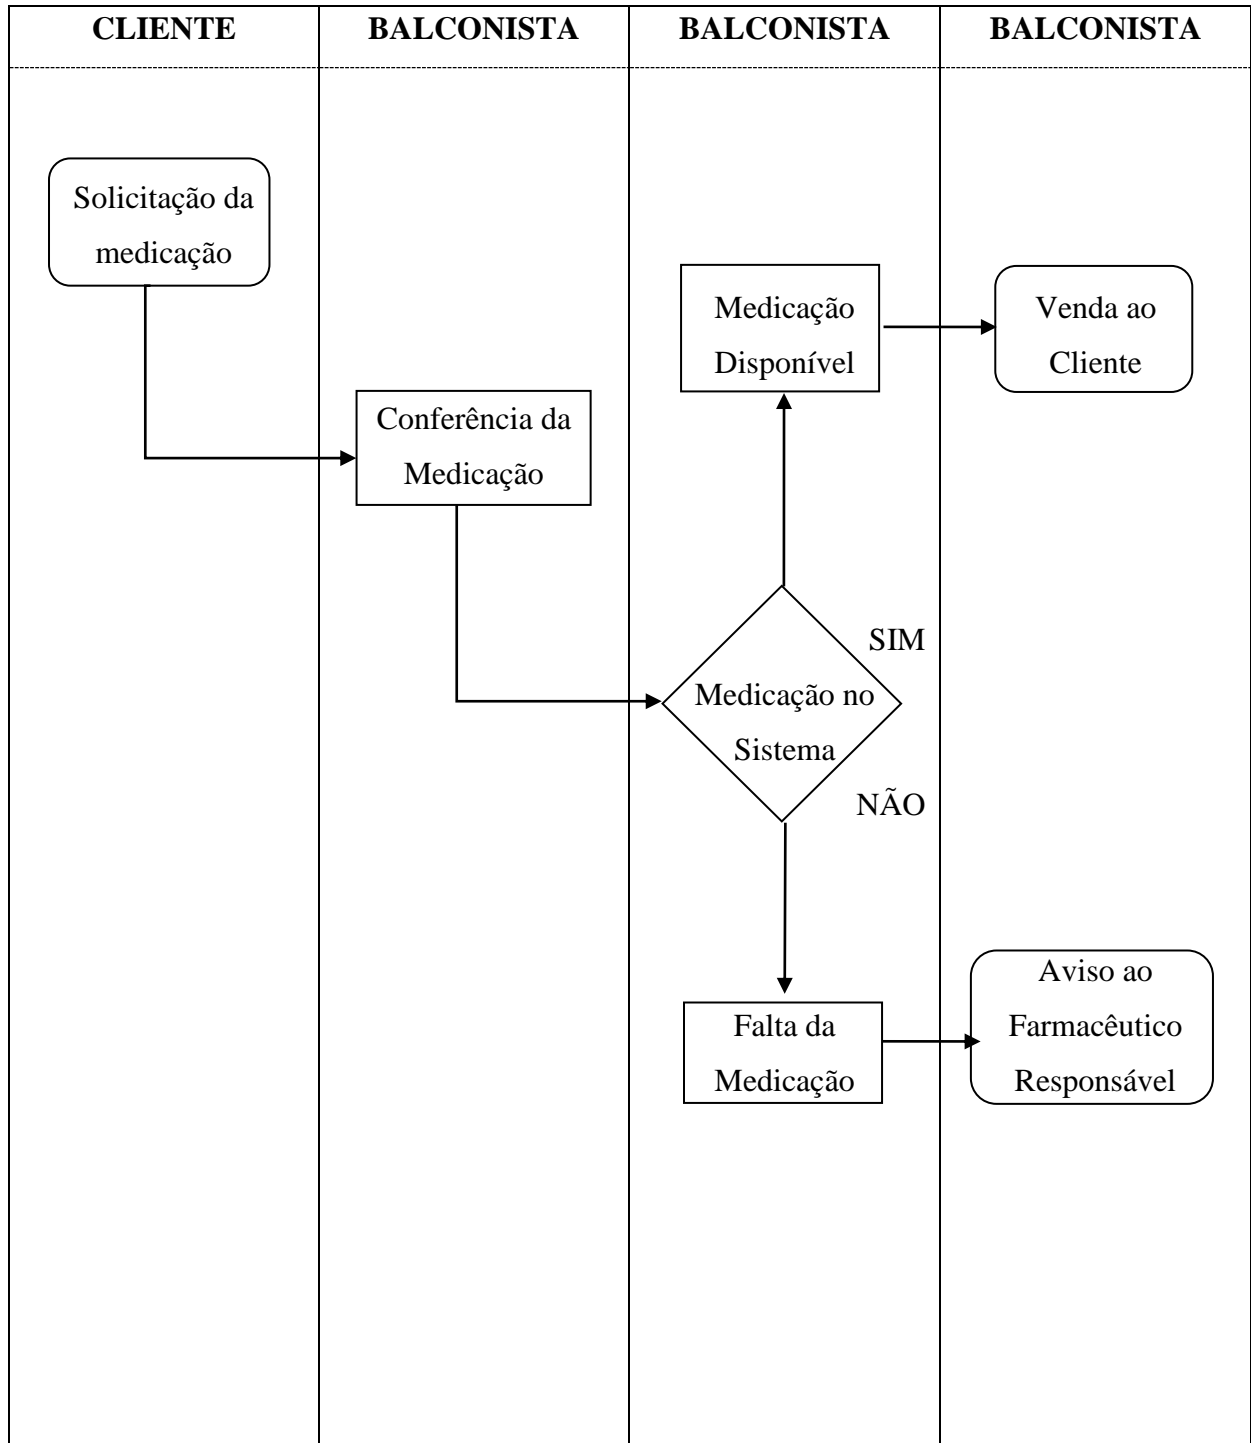 CLIENTE
BALCONISTA
BALCONISTA
BALCONISTA
Solicitação da
medicação
Conferência da
Medicação
Medicação
Disponível
Venda ao
Cliente
SIM
Medicação no
Sistema
NÃO
Falta da
Medicação
Aviso ao
Farmacêutico
Responsável